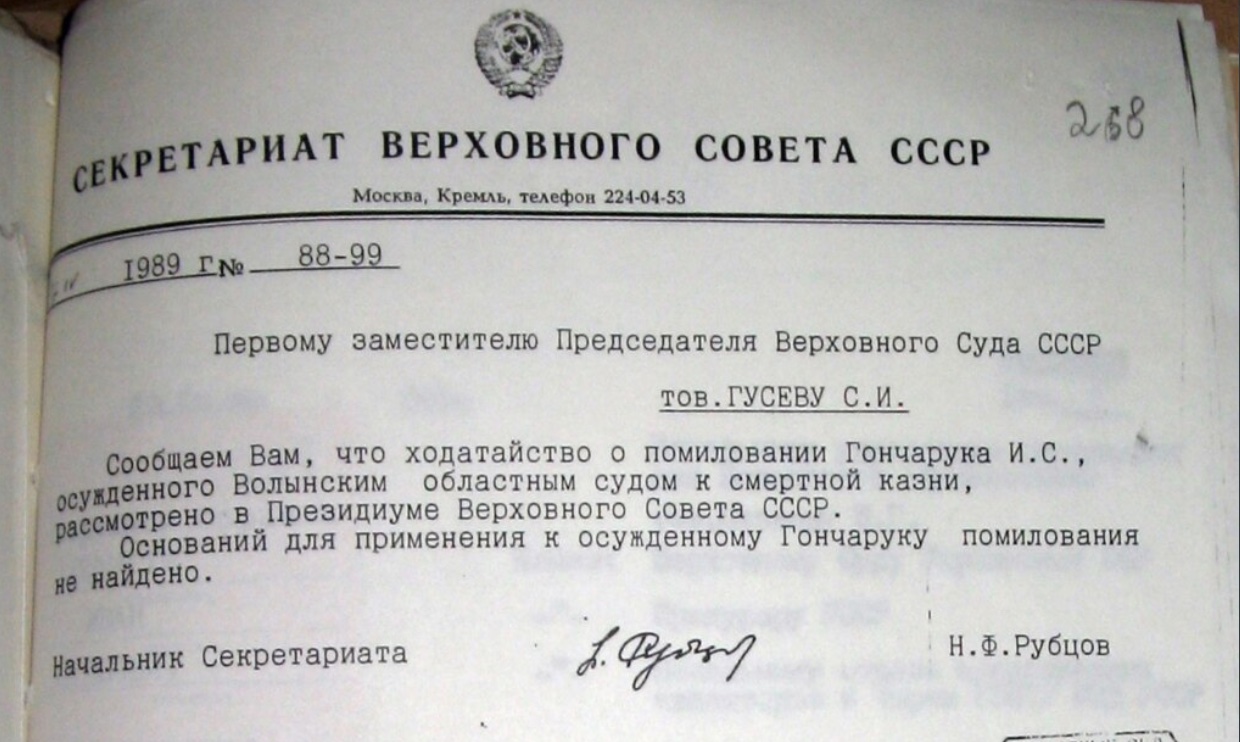 268
СЕКРЕТАРИАТ ВЕРХОВНОГО СОВЕТА СССР
Москва, Кремль, телефон 224-04-53
1989 г. № 88-99
Первому заместителю Председателя Верховного Суда СССР
тов.ГУСЕВУ С.И.
Сообщаем Вам, что ходатайство о помиловании Гончарука И.С.,
осужденного Волынским областным судом к смертной казни,
рассмотрено в Президиуме Верховного Совета СССР.
Оснований для применения к осужденному Гончаруку помилования
не найдено.
Начальник Секретариата Н.Ф.Рубцов